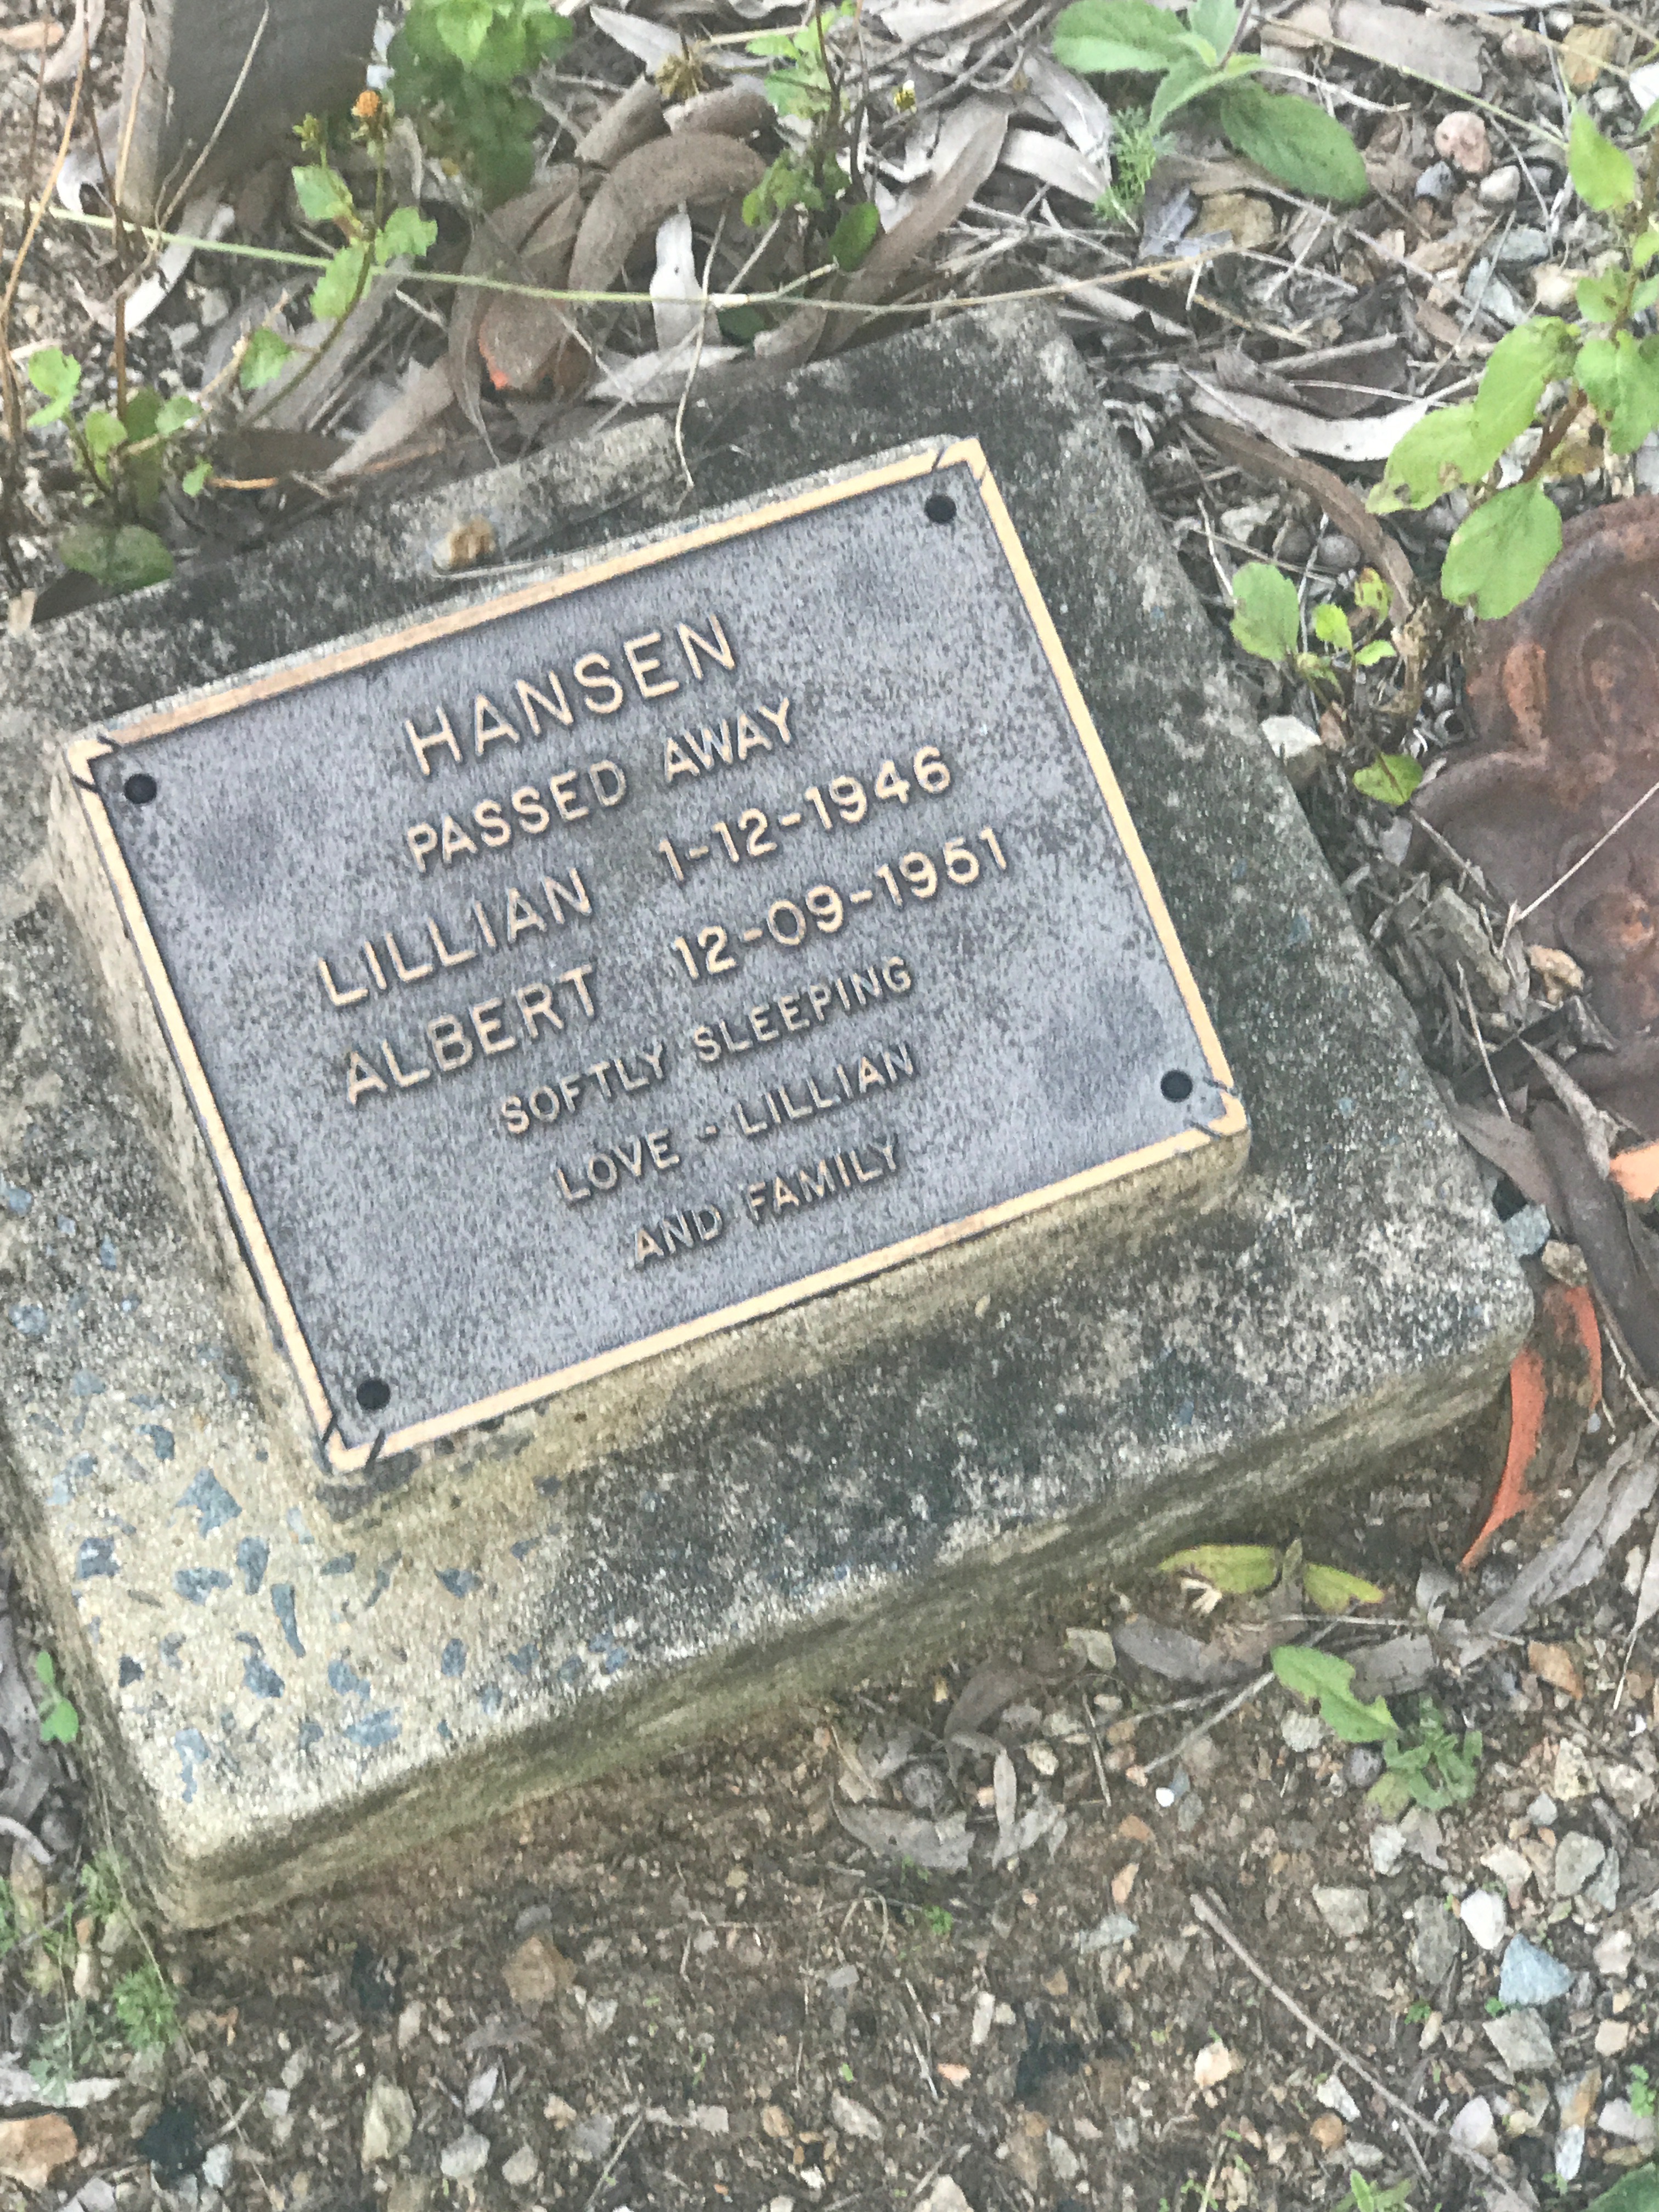 HANSEN
PASSED AWAY
LILLIAN 1-12-1946
ALBERT 12-09-1951
SOFTLY SLEEPING
LOVE - LILLIAN
AND FAMILY